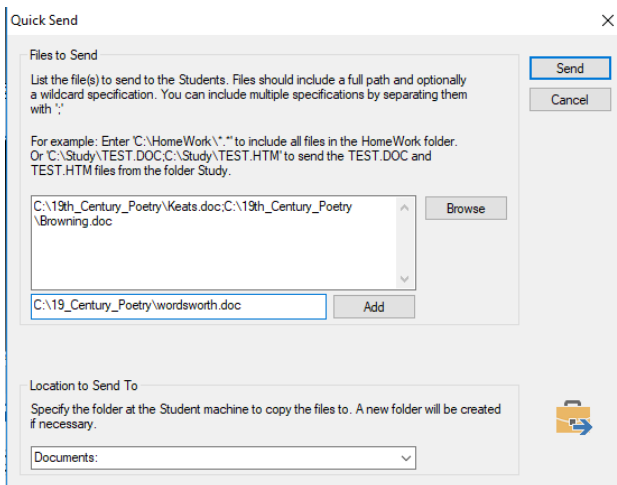 Quick Send
Files to Send
List the file(s) to send to the Students. Files should include a full path and optionally
a wildcard specification. You can include multiple specifications by separating them
with ';'
For example: Enter 'C:\HomeWork\*.*' to include all files in the HomeWork folder.
Or 'C:\Study\TEST.DOC;C:\Study\TEST.HTM' to send the TEST.DOC and
TEST.HTM files from the folder Study.
C:\19th_Century_Poetry\Keats.doc;C:\19th_Century_Poetry
\Browning.doc
Browse
C:\19_Century_Poetry\wordsworth.doc
Add
Send
Cancel
Location to Send To
Specify the folder at the Student machine to copy the files to. A new folder will be created
if necessary.
Documents: